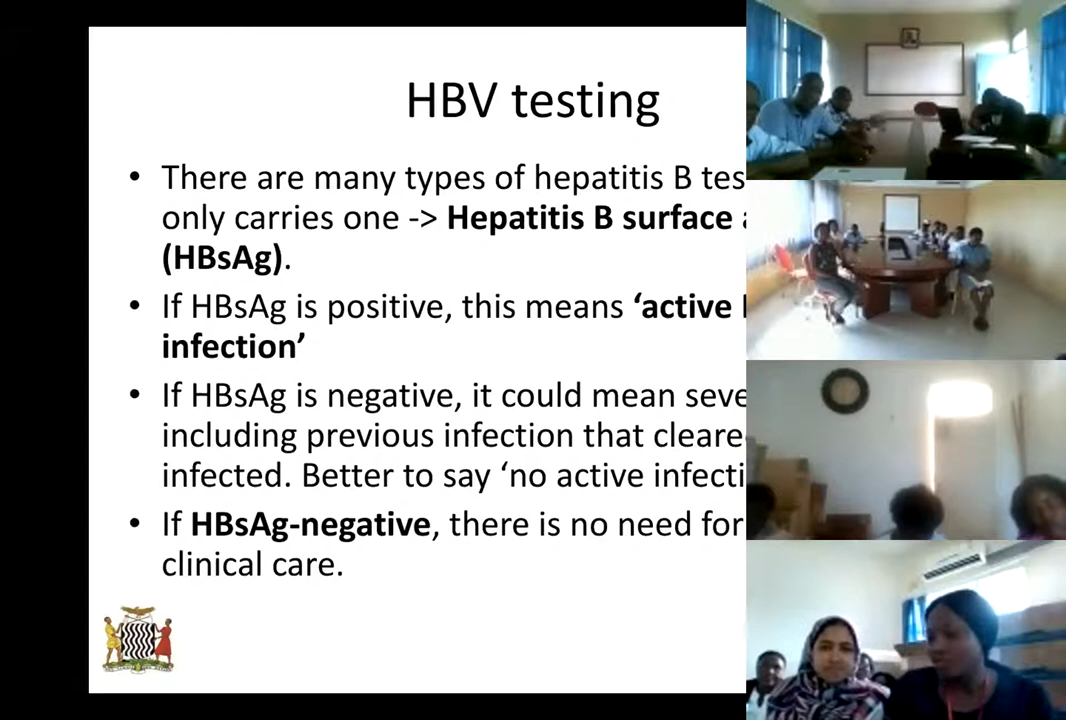 HBV testing
• There are many types of hepatitis B tes
only carries one -> Hepatitis B surface
(HBsAg).
• If HBsAg is positive, this means ‘active
infection’
• If HBsAg is negative, it could mean seve
including previous infection that cleare
infected. Better to say ‘no active infecti
• If HBsAg-negative, there is no need for
clinical care.